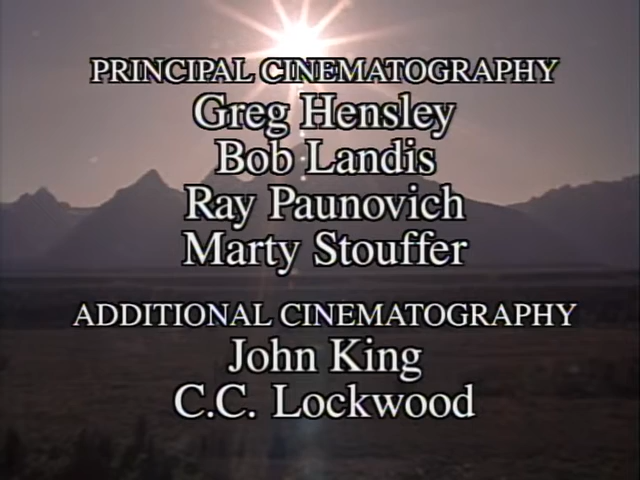 PRINCIPAL CINEMATOGRAPHY
Greg Hensley
Bob Landis
Ray Paunovich
Marty Stouffer
ADDITIONAL CINEMATOGRAPHY
John King
C.C. Lockwood